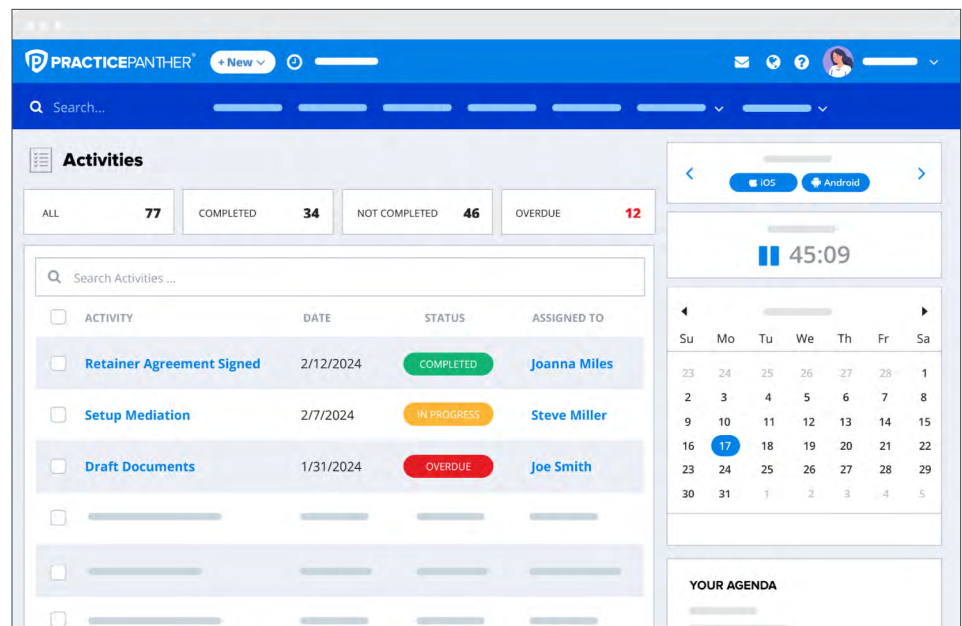 PRACTICEPANTHER® + New
Search...
Activities
iOS Android
ALL 77 COMPLETED 34 NOT COMPLETED 46 OVERDUE 12
45:09
Search Activities ...
ACTIVITY DATE STATUS ASSIGNED TO
Retainer Agreement Signed 2/12/2024 COMPLETED Joanna Miles
Setup Mediation 2/7/2024 IN PROGRESS Steve Miller
Draft Documents 1/31/2024 OVERDUE Joe Smith
Su Mo Tu We Th Fr Sa
23 24 25 26 27 28 1
2 3 4 5 6 7 8
9 10 11 12 13 14 15
16 17 18 19 20 21 22
23 24 25 26 27 28 29
30 31 1 2 3 4 5
YOUR AGENDA